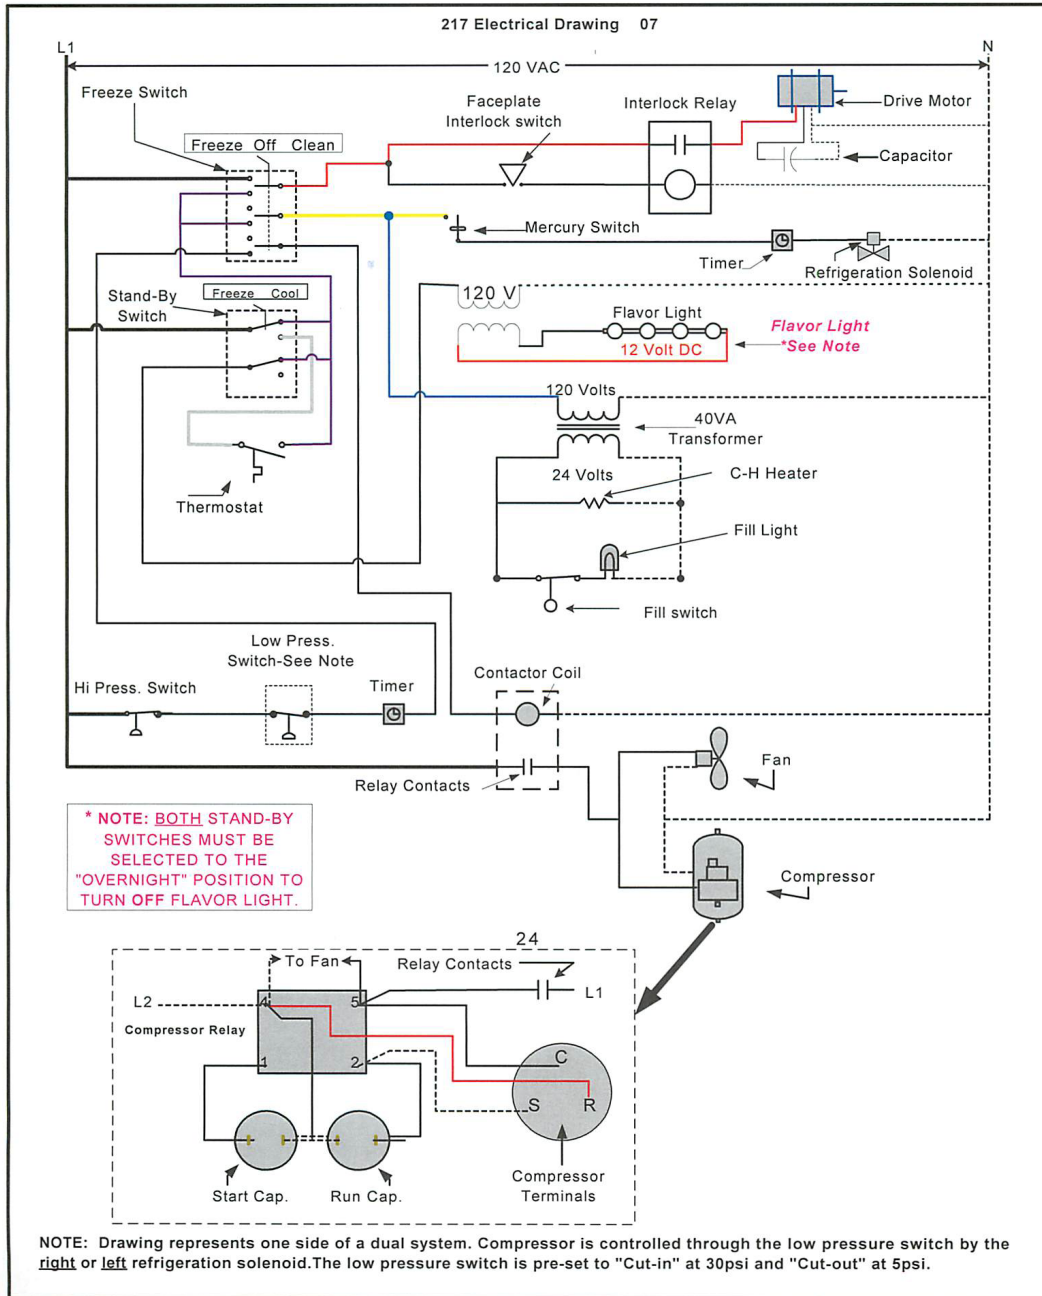 217 Electrical Drawing 07
L1
N
120 VAC
Freeze Switch
Faceplate
Interlock switch
Interlock Relay
Drive Motor
Freeze Off Clean
Capacitor
Mercury Switch
Timer
Refrigeration Solenoid
Stand-By
Switch
Freeze Cool
120 V
Flavor Light
12 Volt DC
Flavor Light
*See Note
120 Volts
40VA
Transformer
24 Volts
C-H Heater
Thermostat
Fill Light
Fill switch
Low Press.
Switch-See Note
Hi Press. Switch
Timer
Contactor Coil
Relay Contacts
Fan
* NOTE: BOTH STAND-BY
SWITCHES MUST BE
SELECTED TO THE
"OVERNIGHT" POSITION TO
TURN OFF FLAVOR LIGHT.
Compressor
24
To Fan
Relay Contacts
L2
4
5
L1
Compressor Relay
1
2
C
S
R
Start Cap.
Run Cap.
Compressor
Terminals
NOTE: Drawing represents one side of a dual system. Compressor is controlled through the low pressure switch by the
right or left refrigeration solenoid.The low pressure switch is pre-set to "Cut-in" at 30psi and "Cut-out" at 5psi.